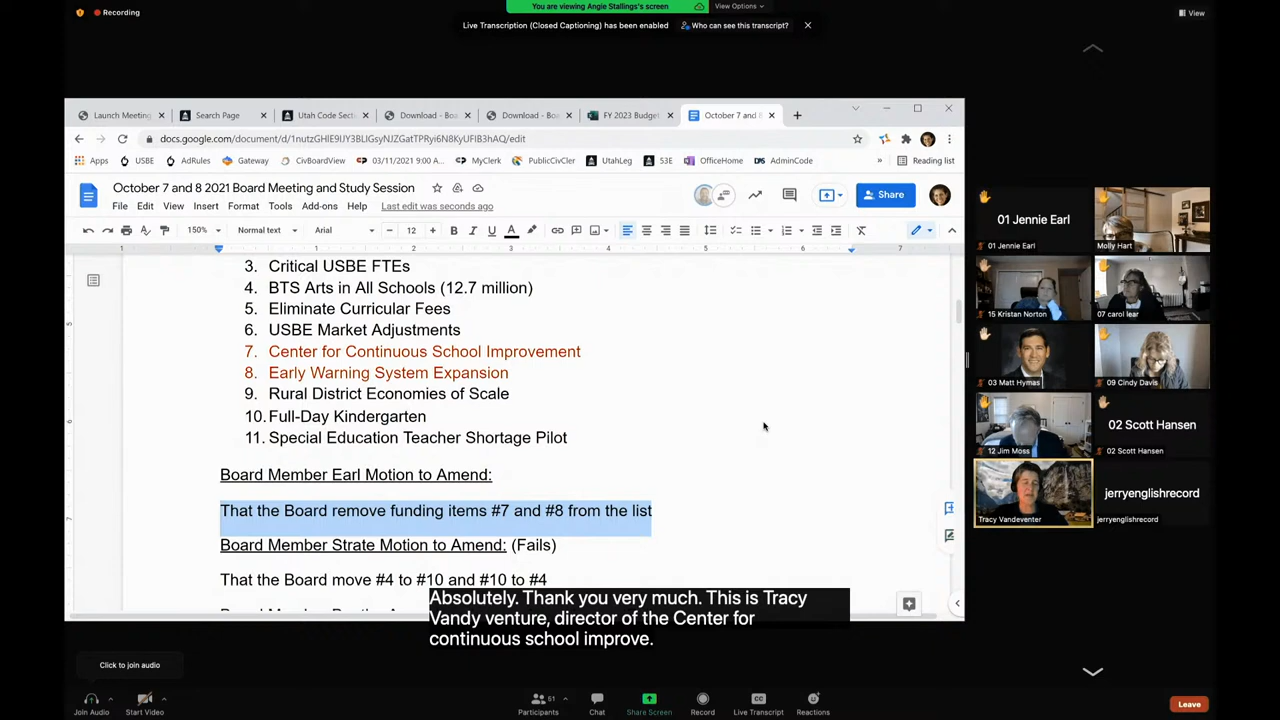 Recording
You are viewing Angie Stallings's screen
View Options
View
Live Transcription (Closed Captioning) has been enabled
Who can see this transcript?
Launch Meeting
Search Page
Utah Code Secti
Download - Boa
Download - Boa
FY 2023 Budget
October 7 and 8
docs.google.com/document/d/1nutzGHlE9IJY3BLJGsyNJZGatTPRyi6N8KyUFIB3hAQ/edit
Apps
USBE
AdRules
Gateway
CivBoardView
03/11/2021 9:00 A...
MyClerk
PublicCivCler
UtahLeg
53E
OfficeHome
AdminCode
»
Reading list
October 7 and 8 2021 Board Meeting and Study Session
Share
File Edit View Insert Format Tools Add-ons Help Last edit was seconds ago
150% Normal text Arial 12 B I U A
1 1 2 3 4 5 6 7
3. Critical USBE FTEs
4. BTS Arts in All Schools (12.7 million)
5. Eliminate Curricular Fees
6. USBE Market Adjustments
7. Center for Continuous School Improvement
8. Early Warning System Expansion
9. Rural District Economies of Scale
10. Full-Day Kindergarten
11. Special Education Teacher Shortage Pilot
Board Member Earl Motion to Amend:
That the Board remove funding items #7 and #8 from the list
Board Member Strate Motion to Amend: (Fails)
That the Board move #4 to #10 and #10 to #4
Absolutely. Thank you very much. This is Tracy
Vandy venture, director of the Center for
continuous school improve.
01 Jennie Earl
01 Jennie Earl
Molly Hart
15 Kristan Norton
07 carol lear
03 Matt Hymas
09 Cindy Davis
12 Jim Moss
02 Scott Hansen
02 Scott Hansen
Tracy Vandeventer
jerryenglishrecord
jerryenglishrecord
Click to join audio
Join Audio
Start Video
61
Participants
Chat
Share Screen
Record
Live Transcript
Reactions
Leave